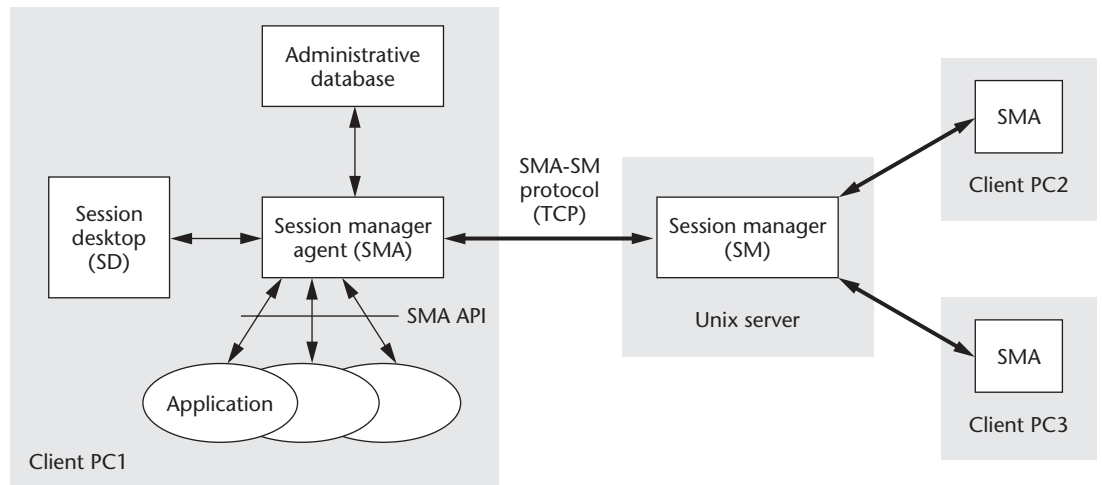 Administrative
database
Session
desktop
(SD)
Session manager
agent (SMA)
SMA API
Application
Client PC1
SMA-SM
protocol
(TCP)
Session manager
(SM)
Unix server
SMA
Client PC2
SMA
Client PC3